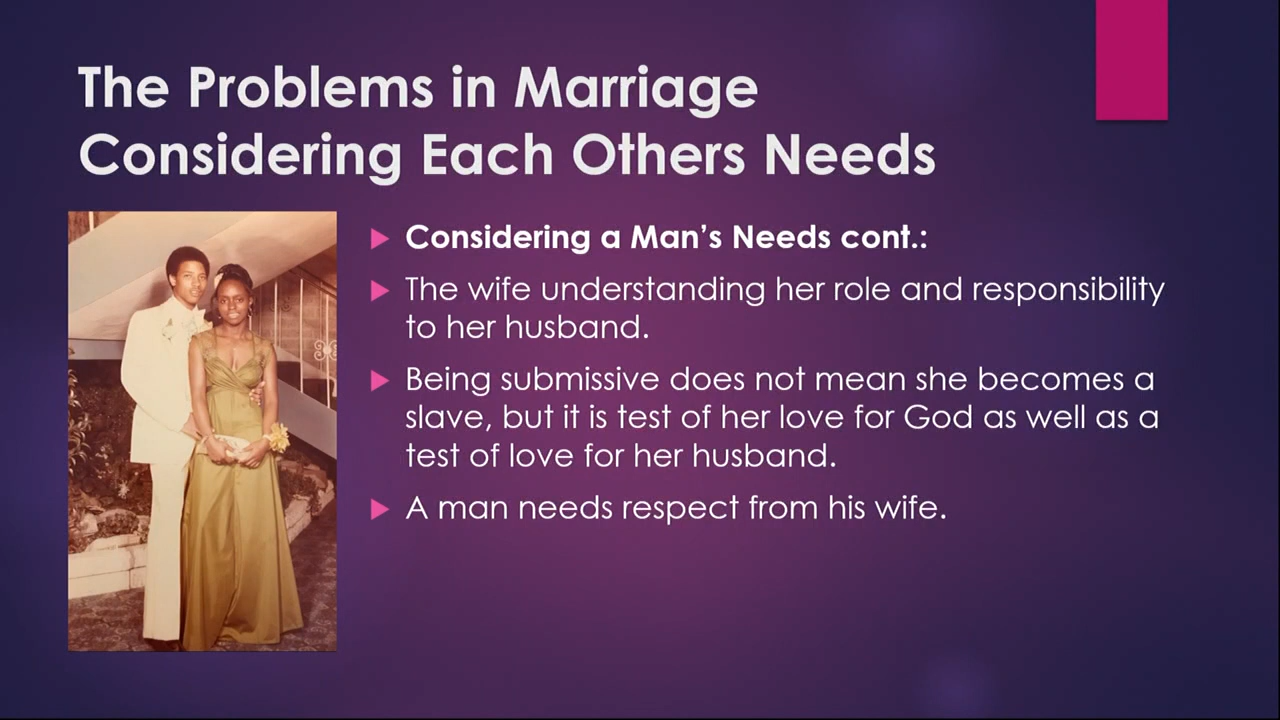 The Problems in Marriage
Considering Each Others Needs
Considering a Man’s Needs cont.:
The wife understanding her role and responsibility
to her husband.
Being submissive does not mean she becomes a
slave, but it is test of her love for God as well as a
test of love for her husband.
A man needs respect from his wife.